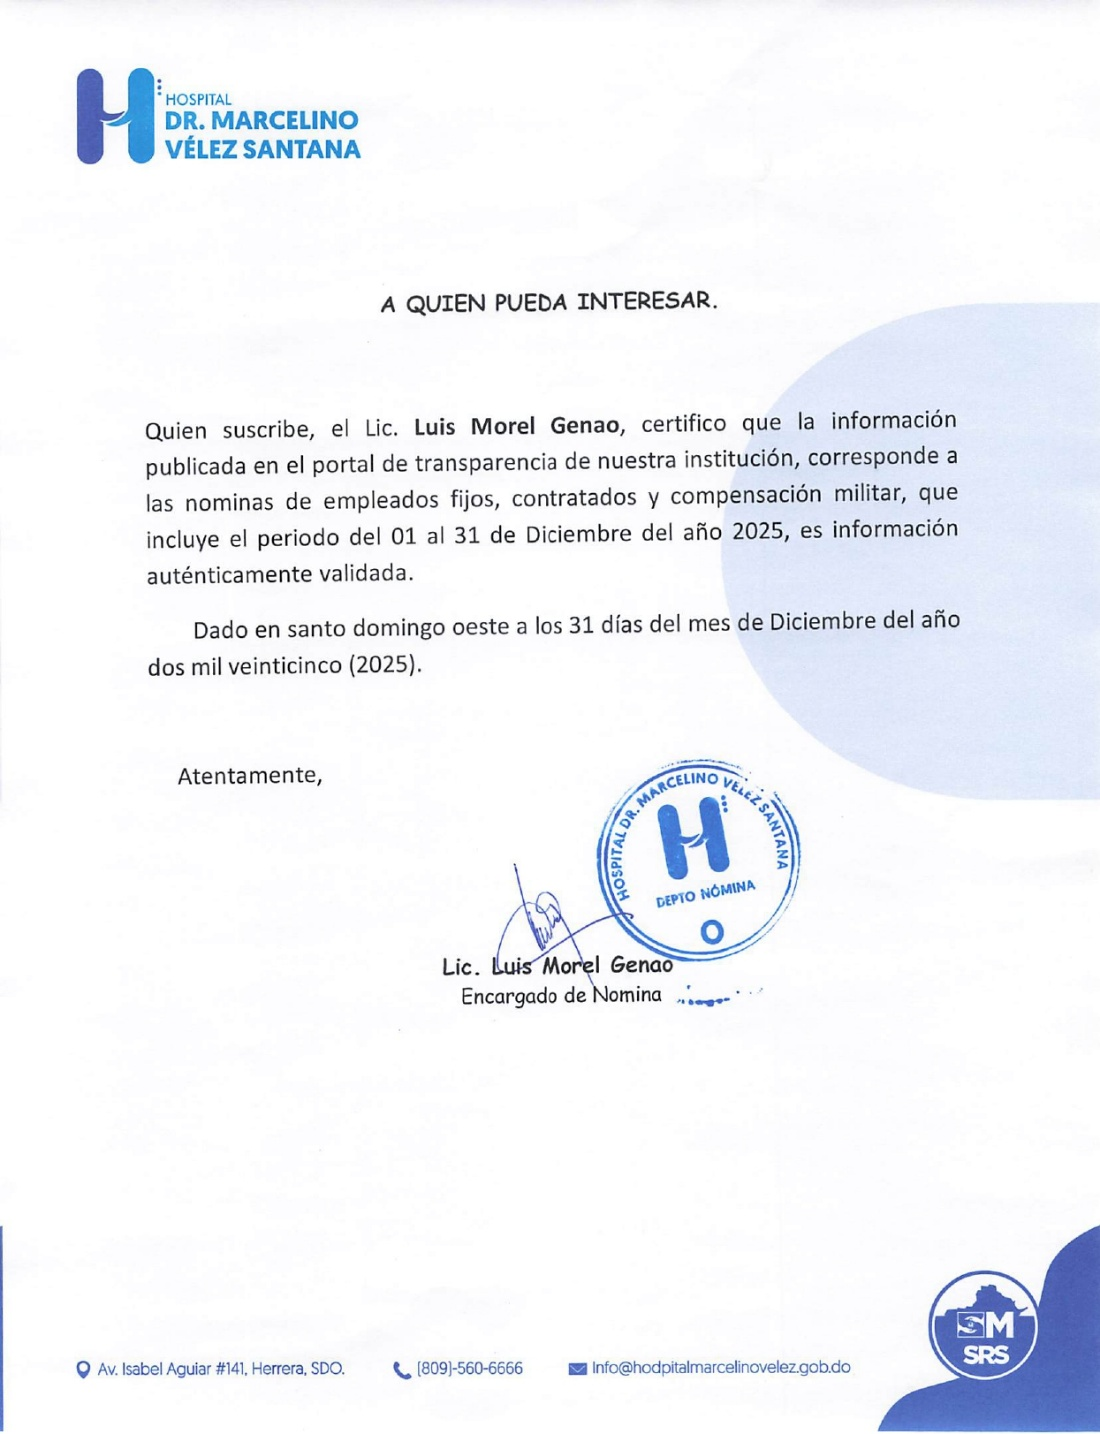 HOSPITAL
DR. MARCELINO
VÉLEZ SANTANA
A QUIEN PUEDA INTERESAR.
Quien suscribe, el Lic. Luis Morel Genao, certifico que la información
publicada en el portal de transparencia de nuestra institución, corresponde a
las nominas de empleados fijos, contratados y compensación militar, que
incluye el periodo del 01 al 31 de Diciembre del año 2025, es información
auténticamente validada.
Dado en santo domingo oeste a los 31 días del mes de Diciembre del año
dos mil veinticinco (2025).
Atentamente,
HOSPITAL DR. MARCELINO VÉLEZ SANTANA
H
DEPTO NÓMINA
O
Lic. Luis Morel Genao
Encargado de Nomina
SM
SRS
Av. Isabel Aguiar #141, Herrera, SDO.
(809)-560-6666
Info@hodpitalmarcelinovelez.gob.do